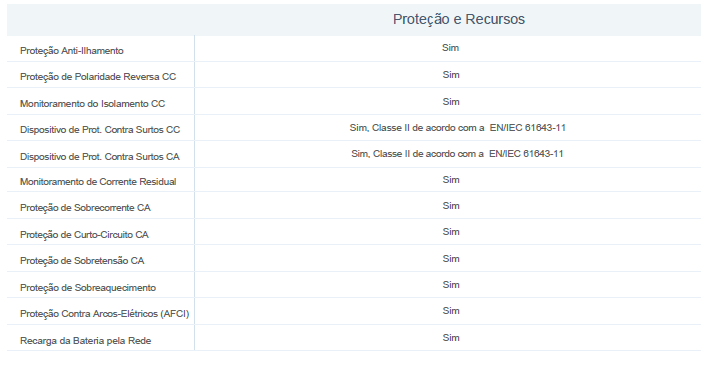 Proteção e Recursos
Proteção Anti-Ilhamento Sim
Proteção de Polaridade Reversa CC Sim
Monitoramento do Isolamento CC Sim
Dispositivo de Prot. Contra Surtos CC Sim, Classe II de acordo com a EN/IEC 61643-11
Dispositivo de Prot. Contra Surtos CA Sim, Classe II de acordo com a EN/IEC 61643-11
Monitoramento de Corrente Residual Sim
Proteção de Sobrecorrente CA Sim
Proteção de Curto-Circuito CA Sim
Proteção de Sobretensão CA Sim
Proteção de Sobreaquecimento Sim
Proteção Contra Arcos-Elétricos (AFCI) Sim
Recarga da Bateria pela Rede Sim